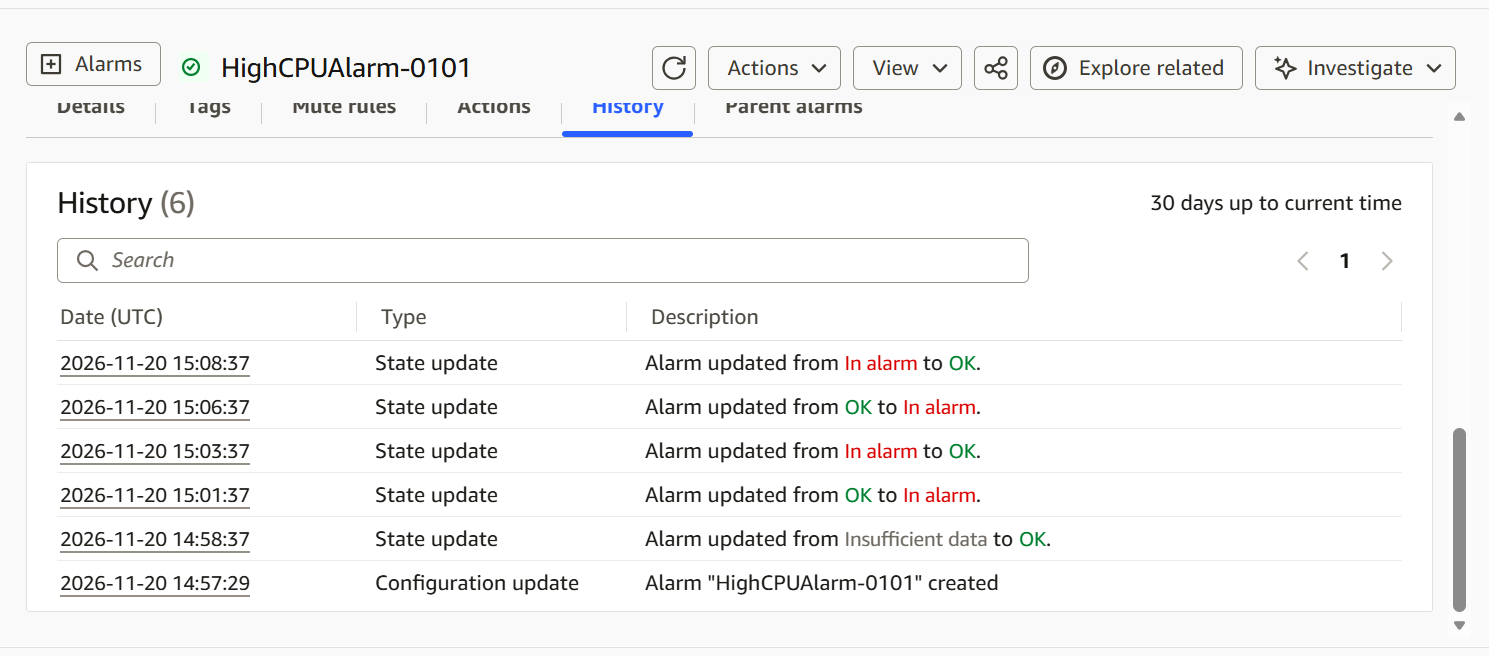 Alarms
HighCPUAlarm-0101
Actions
View
Explore related
Investigate
Details
Tags
Mute rules
Actions
History
Parent alarms
History (6)
30 days up to current time
Search
1
Date (UTC) Type Description
2026-11-20 15:08:37 State update Alarm updated from In alarm to OK.
2026-11-20 15:06:37 State update Alarm updated from OK to In alarm.
2026-11-20 15:03:37 State update Alarm updated from In alarm to OK.
2026-11-20 15:01:37 State update Alarm updated from OK to In alarm.
2026-11-20 14:58:37 State update Alarm updated from Insufficient data to OK.
2026-11-20 14:57:29 Configuration update Alarm "HighCPUAlarm-0101" created